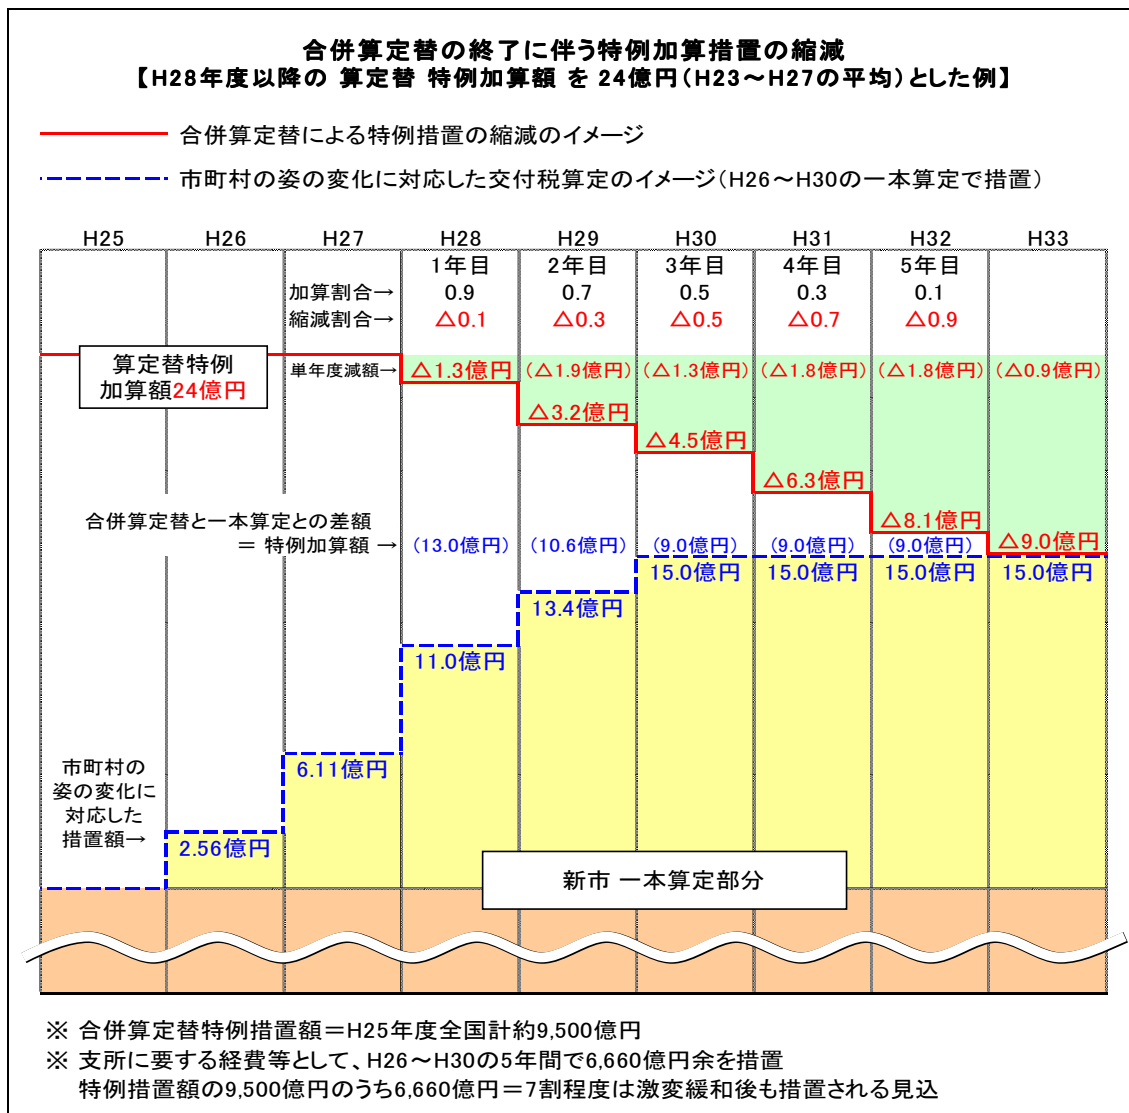 合併算定替の終了に伴う特例加算措置の縮減
【H28年度以降の 算定替 特例加算額 を 24億円(H23～H27の平均)とした例】
合併算定替による特例措置の縮減のイメージ
市町村の姿の変化に対応した交付税算定のイメージ(H26～H30の一本算定で措置)
H25 H26 H27 H28 H29 H30 H31 H32 H33
1年目 2年目 3年目 4年目 5年目
加算割合→ 0.9 0.7 0.5 0.3 0.1
縮減割合→ △0.1 △0.3 △0.5 △0.7 △0.9
算定替特例
加算額24億円
単年度減額→ △1.3億円 (△1.9億円) (△1.3億円) (△1.8億円) (△1.8億円) (△0.9億円)
△3.2億円
△4.5億円
△6.3億円
△8.1億円
△9.0億円
合併算定替と一本算定との差額
＝ 特例加算額 → (13.0億円) (10.6億円) (9.0億円) (9.0億円) (9.0億円)
15.0億円 15.0億円 15.0億円 15.0億円
13.4億円
11.0億円
6.11億円
市町村の
姿の変化に
対応した
措置額→
2.56億円
新市 一本算定部分
※ 合併算定替特例措置額＝H25年度全国計約9,500億円
※ 支所に要する経費等として、H26～H30の5年間で6,660億円余を措置
特例措置額の9,500億円のうち6,660億円＝7割程度は激変緩和後も措置される見込